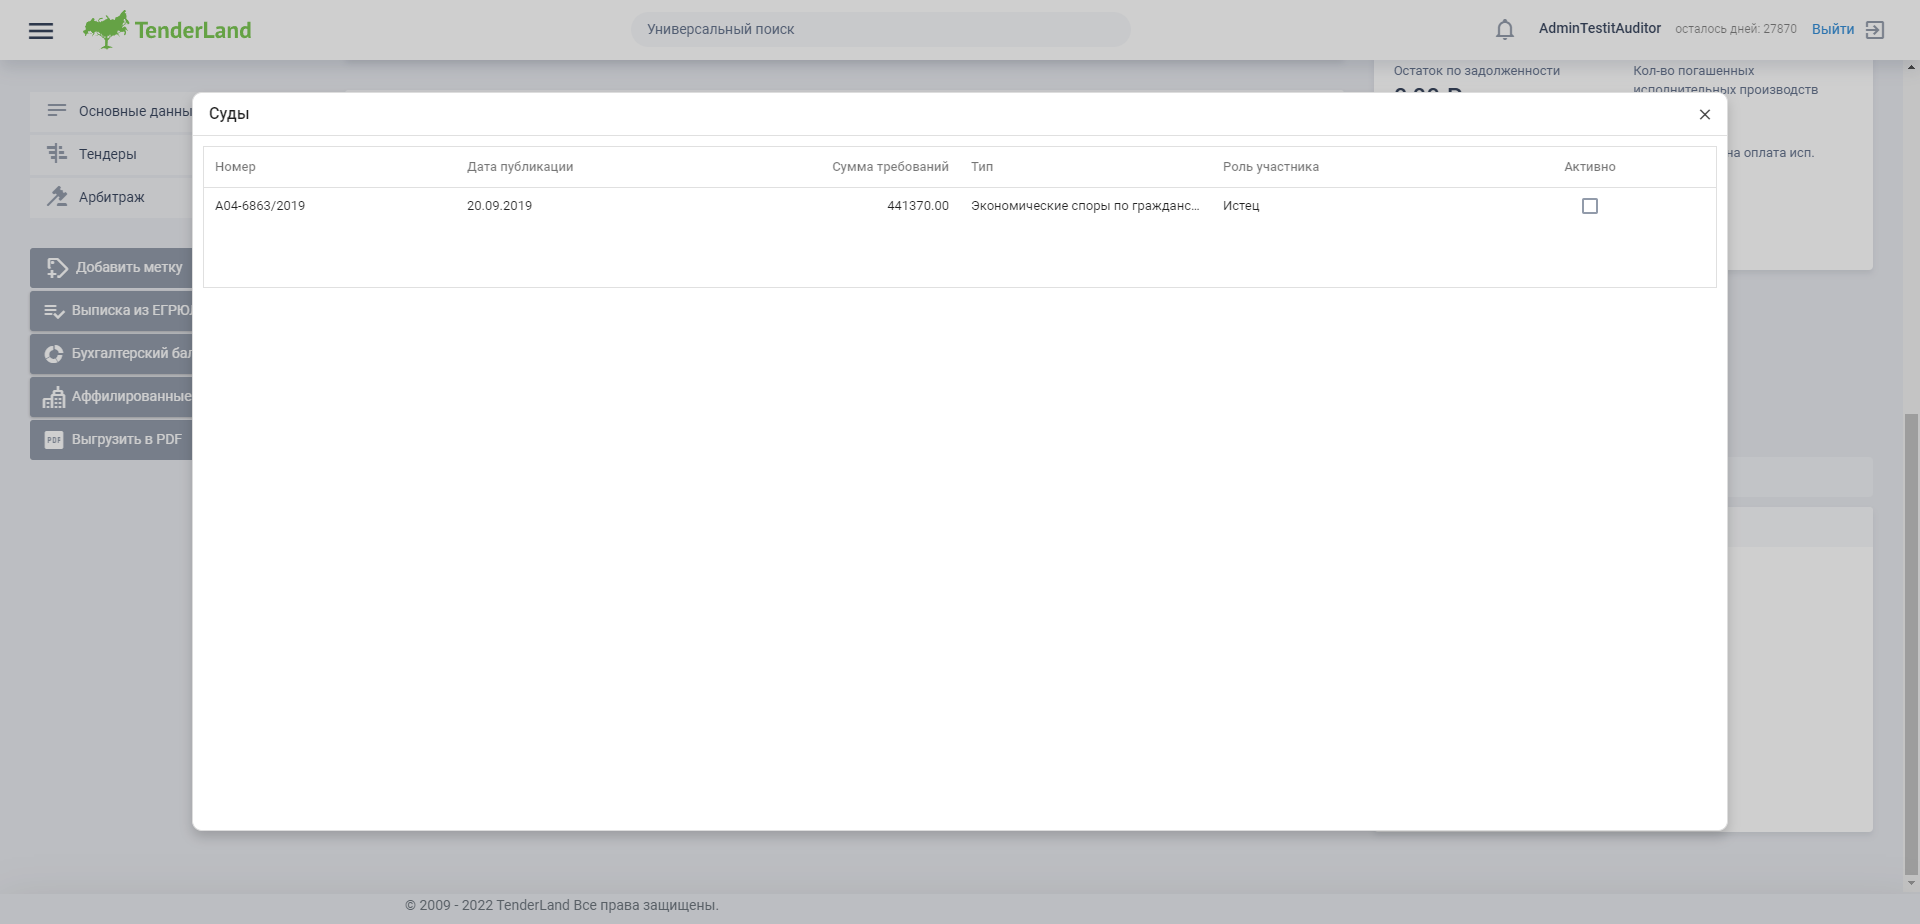 TenderLand
Универсальный поиск
AdminTestitAuditor
осталось дней: 27870
Выйти
Остаток по задолженности
Кол-во погашенных
исполнительных производств
на оплата исп.
Основные данны
Тендеры
Арбитраж
Добавить метку
Выписка из ЕГРЮЛ
Бухгалтерский бал
Аффилированные
PDF Выгрузить в PDF
Суды
Номер Дата публикации Сумма требований Тип Роль участника Активно
А04-6863/2019 20.09.2019 441370.00 Экономические споры по гражданс... Истец
© 2009 - 2022 TenderLand Все права защищены.